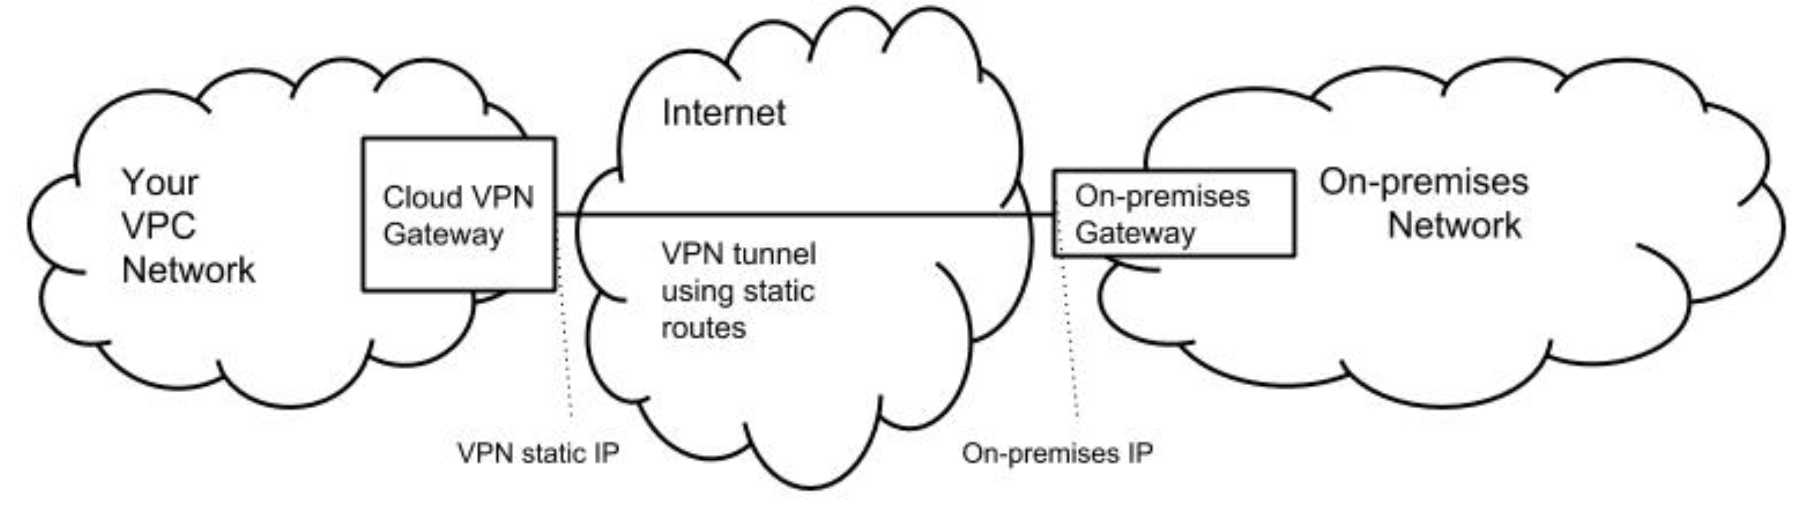 Your
VPC
Network
Cloud VPN
Gateway
VPN static IP
Internet
VPN tunnel
using static
routes
On-premises
Gateway
On-premises IP
On-premises
Network